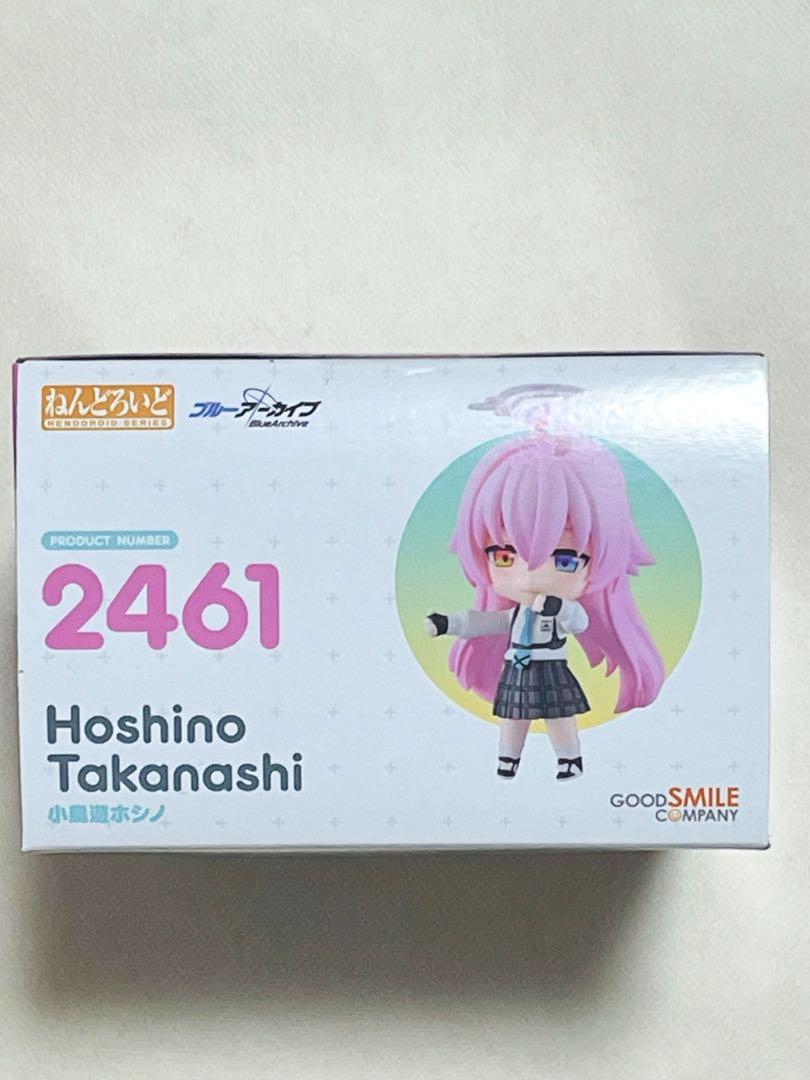 ねんどろいど
NENDOROID SERIES
ブルーアーカイブ
BlueArchive
PRODUCT NUMBER
2461
Hoshino
Takanashi
小鳥遊ホシノ
GOOD SMILE
COMPANY